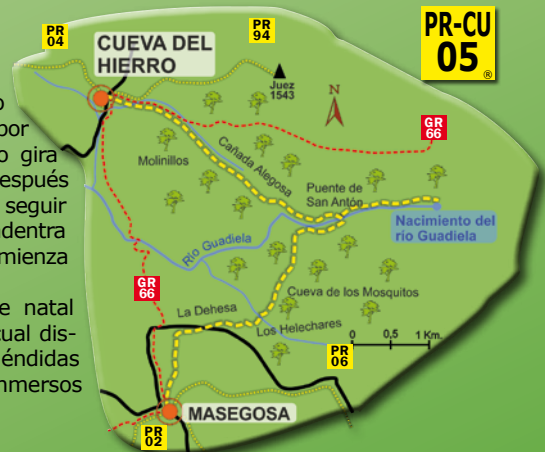 PR
04
PR
94
PR-CU
05
®
CUEVA DEL
HIERRO
Juez
1543
N
GR
66
Molinillos
Cañada Alegosa
Puente de
San Antón
Nacimiento del
río Guadiela
Río Guadiela
GR
66
La Dehesa
Cueva de los Mosquitos
Los Helechares
0 0,5 1 Km.
PR
06
MASEGOSA
PR
02
o
por
o gira
espués
seguir
ndentra
mienza
e natal
cual dis-
éndidas
nmersos